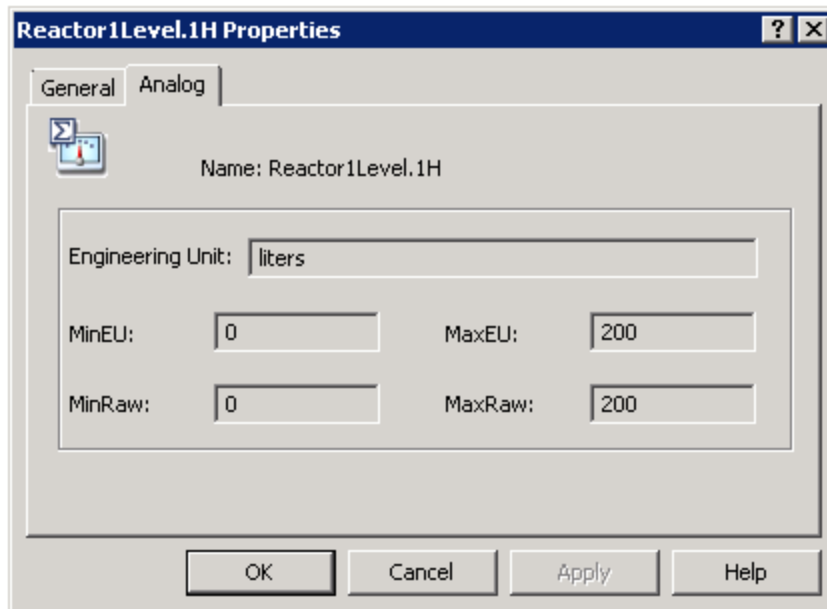 Reactor1Level.1H Properties
General Analog
Name: Reactor1Level.1H
Engineering Unit: liters
MinEU: 0 MaxEU: 200
MinRaw: 0 MaxRaw: 200
OK Cancel Apply Help